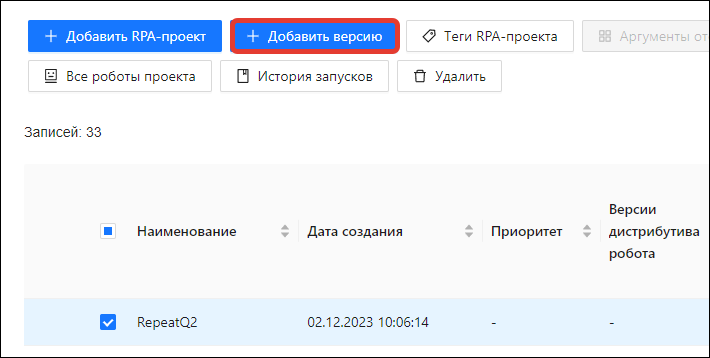 Добавить RPA-проект Добавить версию Теги RPA-проекта Аргументы от
Все роботы проекта История запусков Удалить
Записей: 33
Наименование Дата создания Приоритет Версии дистрибутива робота
RepeatQ2 02.12.2023 10:06:14 - -